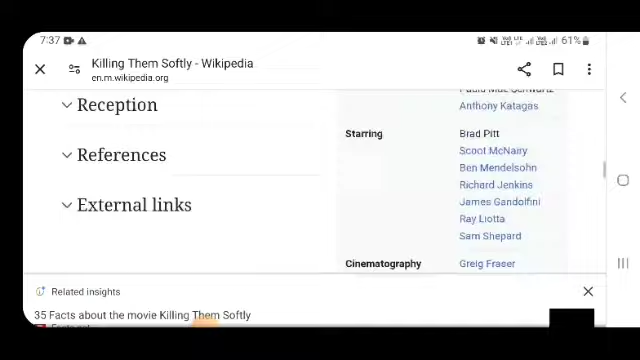 7:37
61%
Killing Them Softly - Wikipedia
en.m.wikipedia.org
Reception
References
External links
Anthony Katagas
Starring
Brad Pitt
Scoot McNairy
Ben Mendelsohn
Richard Jenkins
James Gandolfini
Ray Liotta
Sam Shepard
Cinematography
Greig Fraser
Related insights
35 Facts about the movie Killing Them Softly